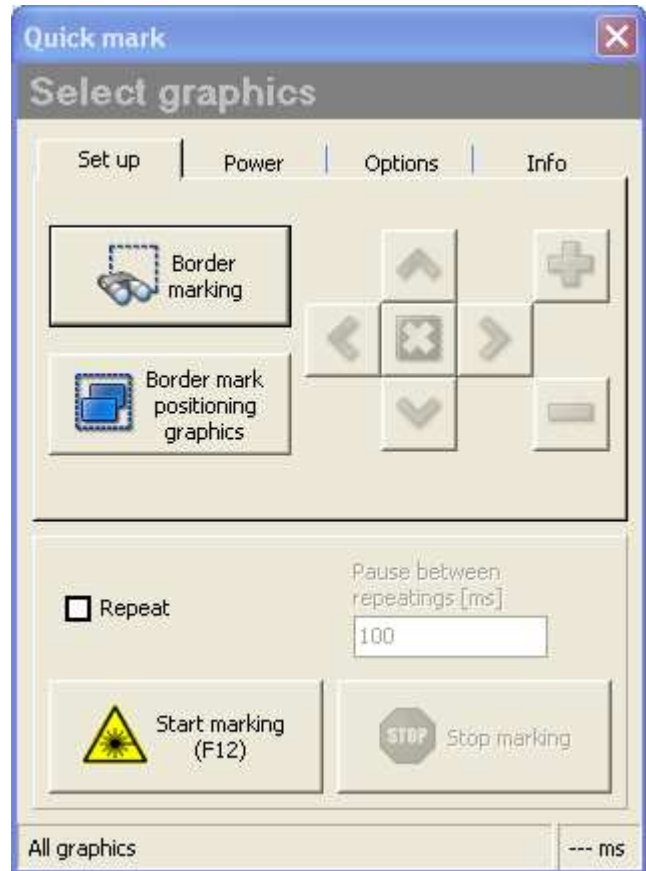 Quick mark
Select graphics
Set up
Power
Options
Info
Border
marking
Border mark
positioning
graphics
Repeat
Pause between
repeatings [ms]
100
Start marking
(F12)
STOP
Stop marking
All graphics
--- ms